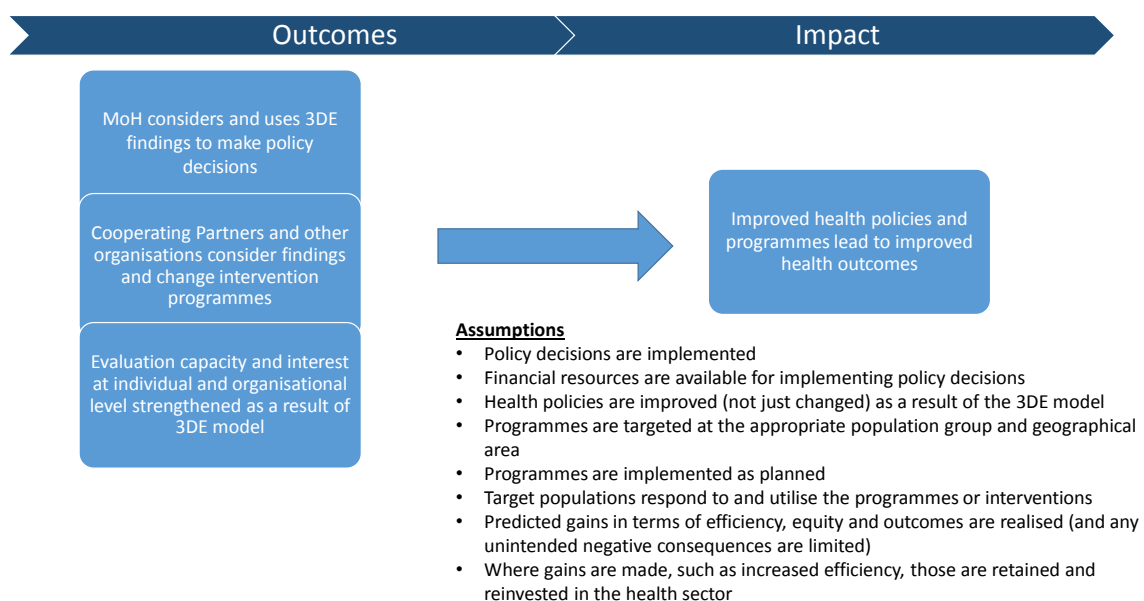 Outcomes
Impact
MoH considers and uses 3DE
findings to make policy
decisions
Cooperating Partners and other
organisations consider findings
and change intervention
programmes
Evaluation capacity and interest
at individual and organisational
level strengthened as a result of
3DE model
Improved health policies and
programmes lead to improved
health outcomes
Assumptions
• Policy decisions are implemented
• Financial resources are available for implementing policy decisions
• Health policies are improved (not just changed) as a result of the 3DE model
• Programmes are targeted at the appropriate population group and geographical
area
• Programmes are implemented as planned
• Target populations respond to and utilise the programmes or interventions
• Predicted gains in terms of efficiency, equity and outcomes are realised (and any
unintended negative consequences are limited)
• Where gains are made, such as increased efficiency, those are retained and
reinvested in the health sector